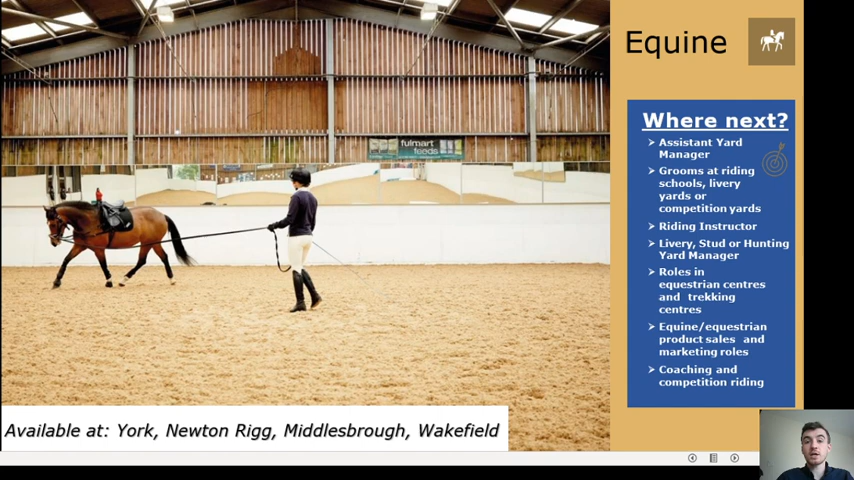 Equine
Where next?
➢ Assistant Yard
Manager
➢ Grooms at riding
schools, livery
yards or
competition yards
➢ Riding Instructor
➢ Livery, Stud or Hunting
Yard Manager
➢ Roles in
equestrian centres
and trekking
centres
➢ Equine/equestrian
product sales and
marketing roles
➢ Coaching and
competition riding
fulmart
feeds
Available at: York, Newton Rigg, Middlesbrough, Wakefield